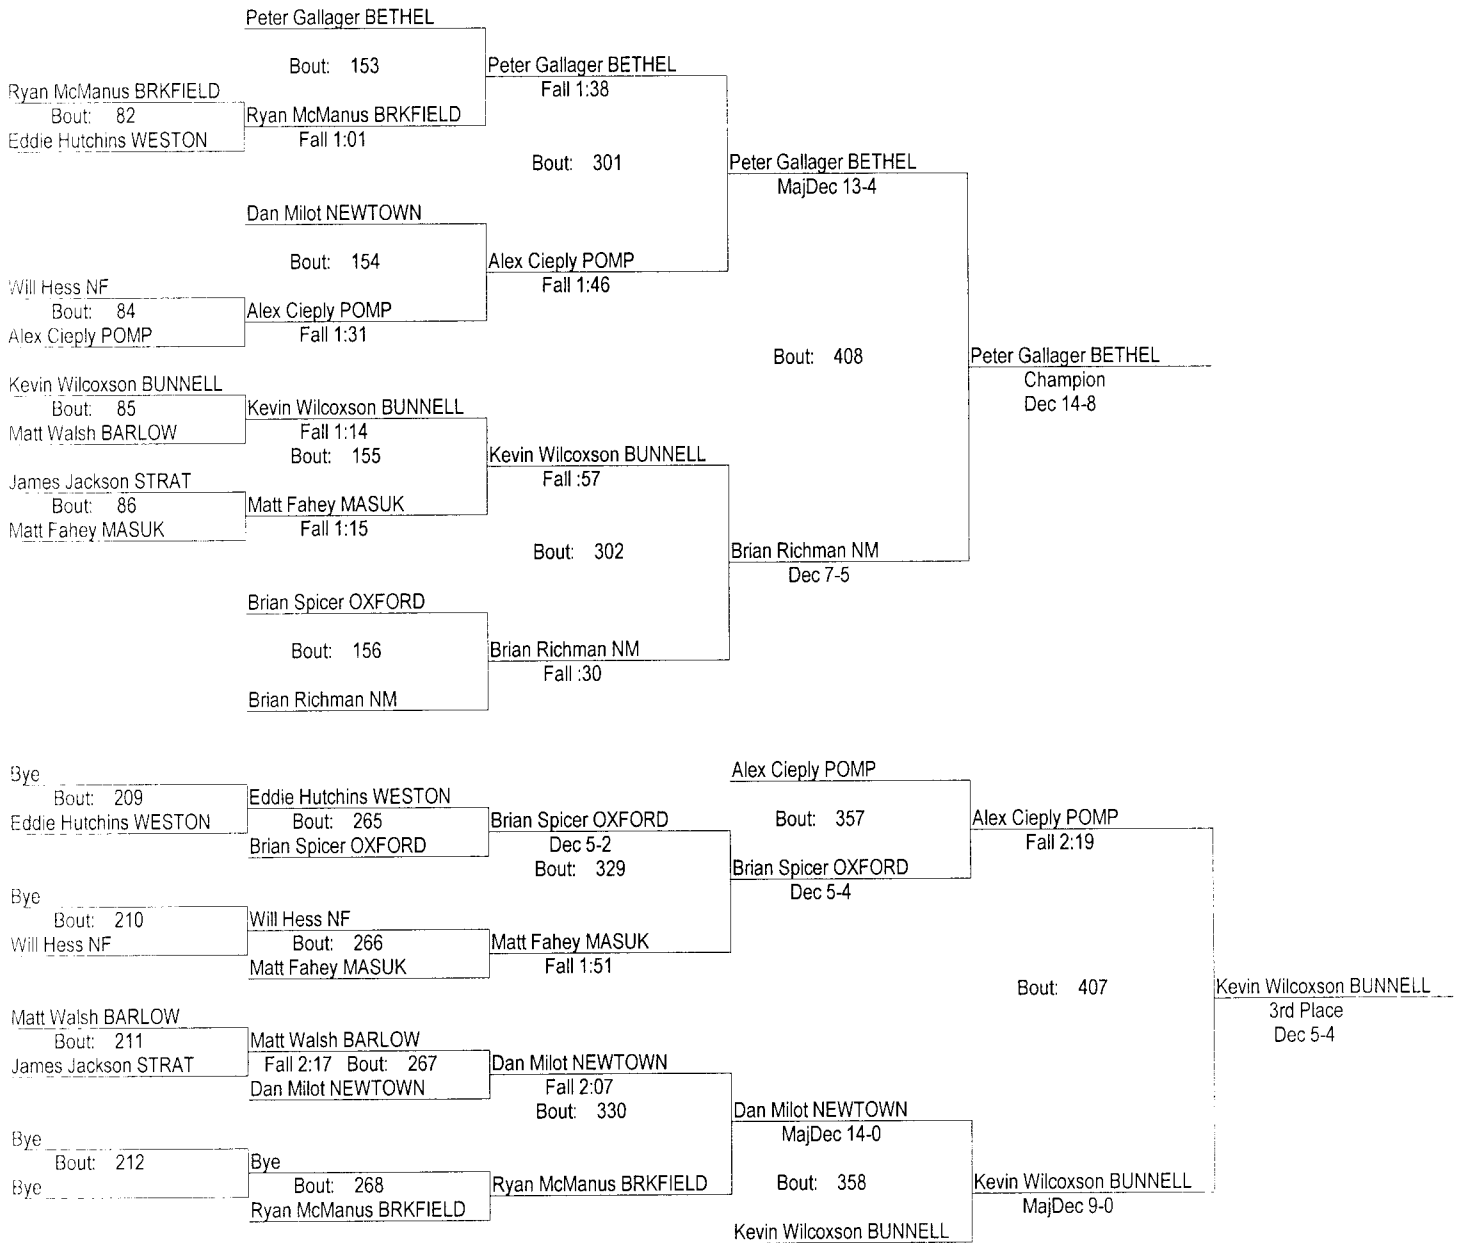 Peter Gallager BETHEL
Bout: 153
Peter Gallager BETHEL
Fall 1:38
Ryan McManus BRKFIELD
Bout: 82
Eddie Hutchins WESTON
Ryan McManus BRKFIELD
Fall 1:01
Bout: 301
Peter Gallager BETHEL
MajDec 13-4
Dan Milot NEWTOWN
Bout: 154
Alex Cieply POMP
Fall 1:46
Will Hess NF
Bout: 84
Alex Cieply POMP
Alex Cieply POMP
Fall 1:31
Bout: 408
Peter Gallager BETHEL
Champion
Dec 14-8
Kevin Wilcoxson BUNNELL
Bout: 85
Matt Walsh BARLOW
Kevin Wilcoxson BUNNELL
Fall 1:14
Bout: 155
Kevin Wilcoxson BUNNELL
Fall :57
James Jackson STRAT
Bout: 86
Matt Fahey MASUK
Matt Fahey MASUK
Fall 1:15
Bout: 302
Brian Richman NM
Dec 7-5
Brian Spicer OXFORD
Bout: 156
Brian Richman NM
Fall :30
Brian Richman NM
Bye
Bout: 209
Eddie Hutchins WESTON
Eddie Hutchins WESTON
Bout: 265
Brian Spicer OXFORD
Brian Spicer OXFORD
Dec 5-2
Bout: 329
Alex Cieply POMP
Bout: 357
Brian Spicer OXFORD
Dec 5-4
Alex Cieply POMP
Fall 2:19
Bye
Bout: 210
Will Hess NF
Will Hess NF
Bout: 266
Matt Fahey MASUK
Matt Fahey MASUK
Fall 1:51
Bout: 407
Kevin Wilcoxson BUNNELL
3rd Place
Dec 5-4
Matt Walsh BARLOW
Bout: 211
James Jackson STRAT
Matt Walsh BARLOW
Fall 2:17 Bout: 267
Dan Milot NEWTOWN
Dan Milot NEWTOWN
Fall 2:07
Bout: 330
Dan Milot NEWTOWN
MajDec 14-0
Bye
Bout: 212
Bye
Bye
Bout: 268
Ryan McManus BRKFIELD
Ryan McManus BRKFIELD
Bout: 358
Kevin Wilcoxson BUNNELL
Kevin Wilcoxson BUNNELL
MajDec 9-0